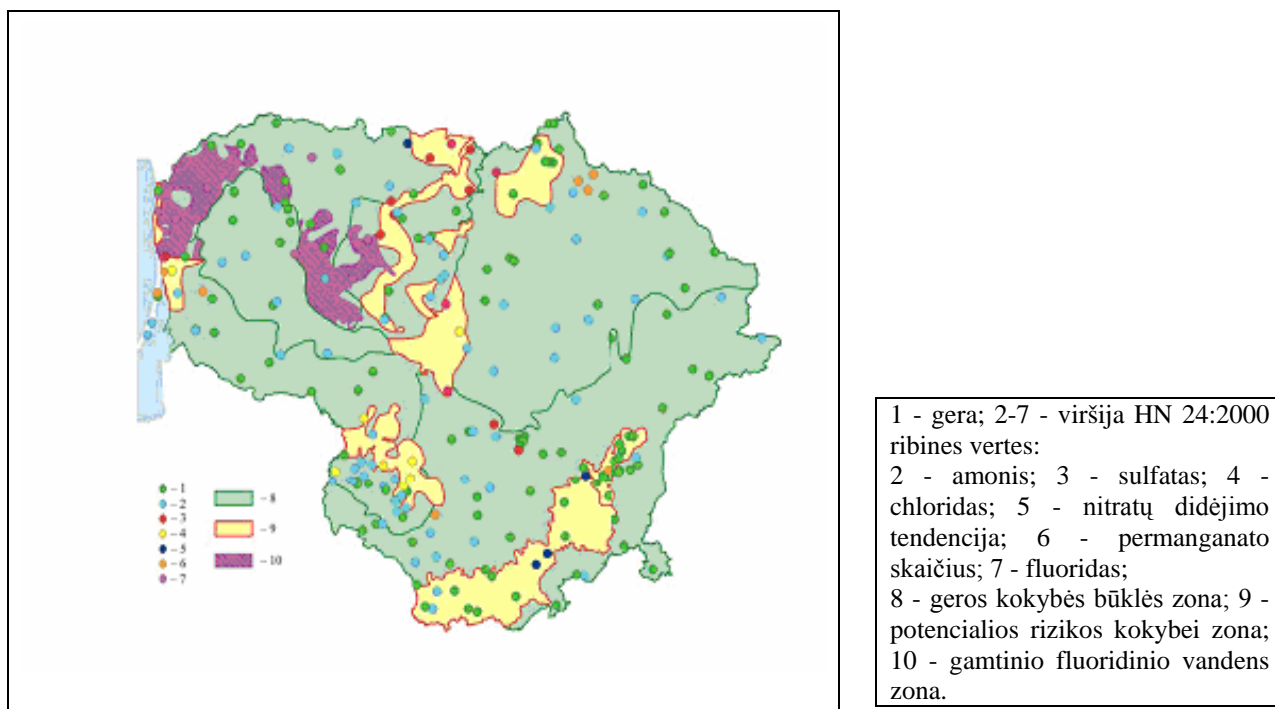 - 1
- 2
- 3
- 4
- 5
- 6
- 7
- 8
- 9
- 10
1 - gera; 2-7 - viršija HN 24:2000
ribines vertes:
2 - amonis; 3 - sulfatas; 4 -
chloridas; 5 - nitratų didėjimo
tendencija; 6 - permanganato
skaičius; 7 - fluoridas;
8 - geros kokybės būklės zona; 9 -
potencialios rizikos kokybei zona;
10 - gamtinio fluoridinio vandens
zona.